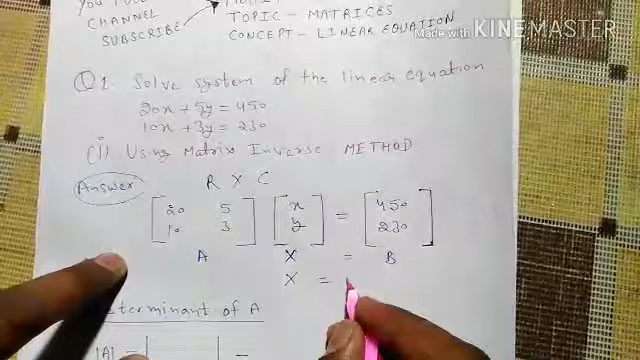 CHANNEL
SUBSCRIBE
TOPIC - MATRICES
CONCEPT - LINEAR EQUATION
Made with KINEMASTER
Q1. Solve system of the linear equation
20x + 5y = 450
10x + 3y = 230
(i) Using Matrix Inverse METHOD
Answer
R X C
20 5 x = 450
10 3 y 230
A X = B
X =
eterminant of A
|A| = | | =